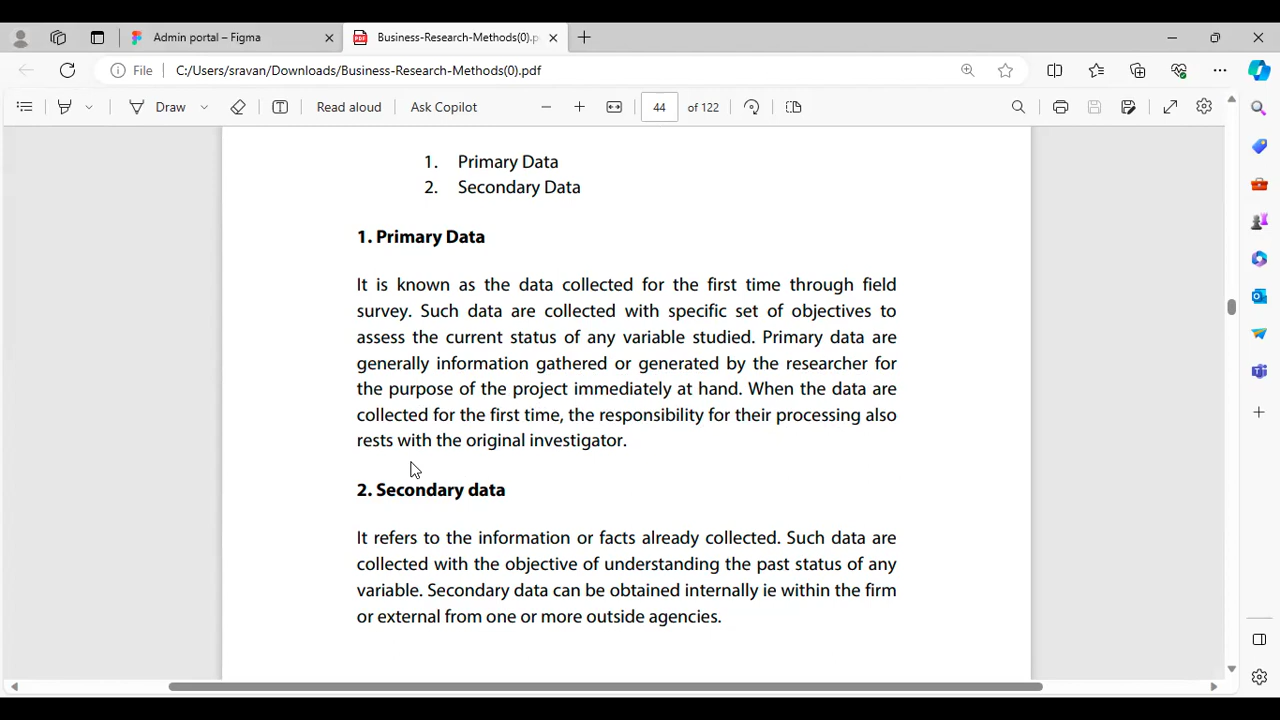 Admin portal – Figma
Business-Research-Methods(0).p
File
C:/Users/sravan/Downloads/Business-Research-Methods(0).pdf
Draw
Read aloud
Ask Copilot
44
of 122
1. Primary Data
2. Secondary Data
1. Primary Data
It is known as the data collected for the first time through field
survey. Such data are collected with specific set of objectives to
assess the current status of any variable studied. Primary data are
generally information gathered or generated by the researcher for
the purpose of the project immediately at hand. When the data are
collected for the first time, the responsibility for their processing also
rests with the original investigator.
2. Secondary data
It refers to the information or facts already collected. Such data are
collected with the objective of understanding the past status of any
variable. Secondary data can be obtained internally ie within the firm
or external from one or more outside agencies.